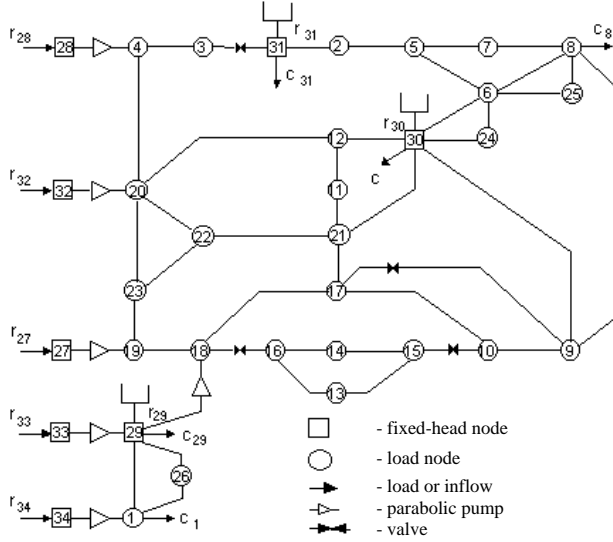 r28 28 4 3 31 r31 2 5 7 8 c8
c31
6 25
r30
12 30 24
c
r32 32 20 11
22 21
23 17
r27 27 19 18 16 14 15 10 9
13
r29
r33 33 29 c29
26
r34 34 1 c1
- fixed-head node
- load node
- load or inflow
- parabolic pump
- valve